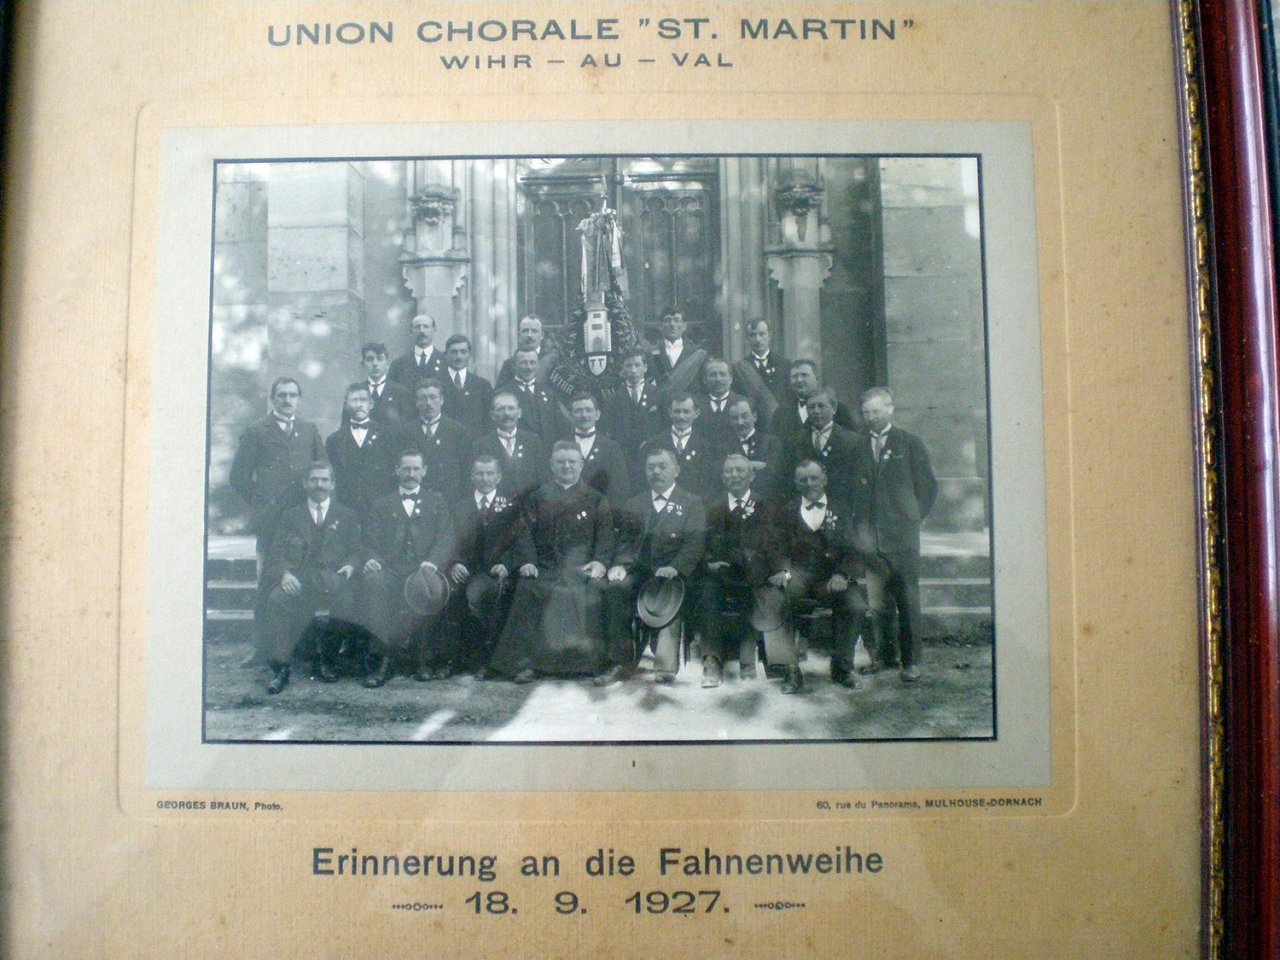 UNION CHORALE "ST. MARTIN"
WIHR - AU - VAL
GEORGES BRAUN, Photo.
60, rue du Panorama, MULHOUSE-DORNACH
Erinnerung an die Fahnenweihe
18. 9. 1927.